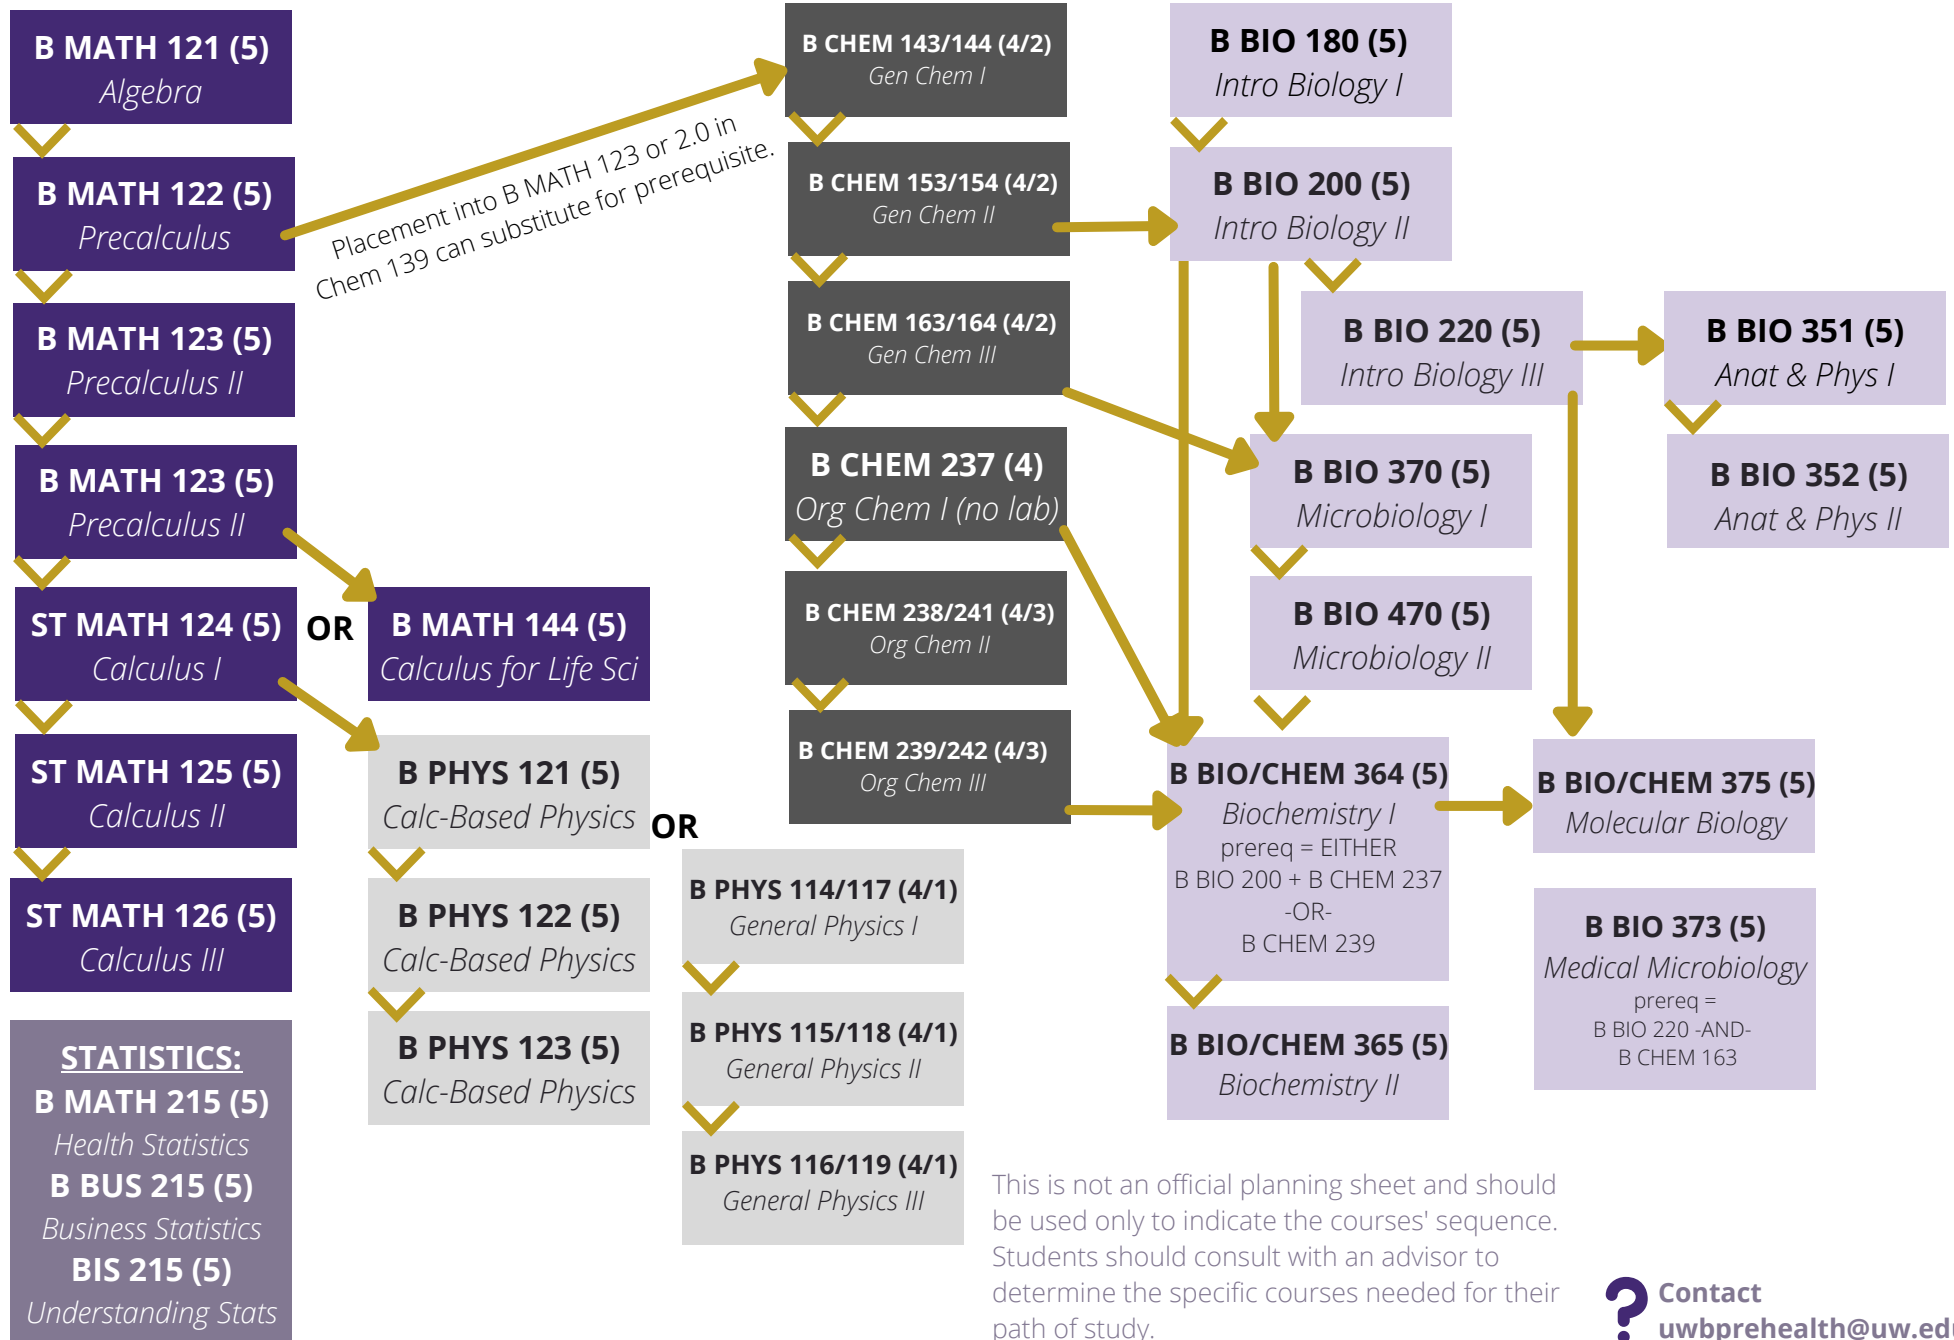 B MATH 121 (5)
Algebra
B MATH 122 (5)
Precalculus
B MATH 123 (5)
Precalculus II
B MATH 123 (5)
Precalculus II
ST MATH 124 (5)
Calculus I
OR
B MATH 144 (5)
Calculus for Life Sci
ST MATH 125 (5)
Calculus II
ST MATH 126 (5)
Calculus III
STATISTICS:
B MATH 215 (5)
Health Statistics
B BUS 215 (5)
Business Statistics
BIS 215 (5)
Understanding Stats
Placement into B MATH 123 or 2.0 in
Chem 139 can substitute for prerequisite.
B PHYS 121 (5)
Calc-Based Physics
OR
B PHYS 122 (5)
Calc-Based Physics
B PHYS 123 (5)
Calc-Based Physics
B PHYS 114/117 (4/1)
General Physics I
B PHYS 115/118 (4/1)
General Physics II
B PHYS 116/119 (4/1)
General Physics III
B CHEM 143/144 (4/2)
Gen Chem I
B CHEM 153/154 (4/2)
Gen Chem II
B CHEM 163/164 (4/2)
Gen Chem III
B CHEM 237 (4)
Org Chem I (no lab)
B CHEM 238/241 (4/3)
Org Chem II
B CHEM 239/242 (4/3)
Org Chem III
B BIO 180 (5)
Intro Biology I
B BIO 200 (5)
Intro Biology II
B BIO 220 (5)
Intro Biology III
B BIO 351 (5)
Anat & Phys I
B BIO 352 (5)
Anat & Phys II
B BIO 370 (5)
Microbiology I
B BIO 470 (5)
Microbiology II
B BIO/CHEM 364 (5)
Biochemistry I
prereq = EITHER
B BIO 200 + B CHEM 237
-OR-
B CHEM 239
B BIO/CHEM 365 (5)
Biochemistry II
B BIO/CHEM 375 (5)
Molecular Biology
B BIO 373 (5)
Medical Microbiology
prereq =
B BIO 220 -AND-
B CHEM 163
This is not an official planning sheet and should
be used only to indicate the courses' sequence.
Students should consult with an advisor to
determine the specific courses needed for their
path of study.
?
Contact
uwbprehealth@uw.edu